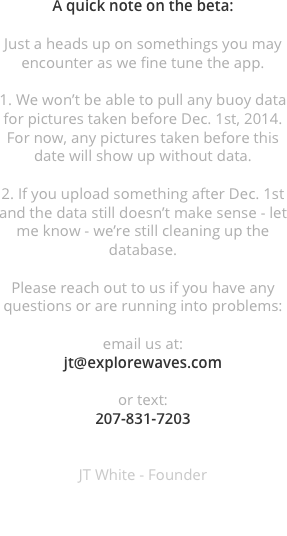 A quick note on the beta:
Just a heads up on somethings you may
encounter as we fine tune the app.
1. We won't be able to pull any buoy data
for pictures taken before Dec. 1st, 2014.
For now, any pictures taken before this
date will show up without data.
2. If you upload something after Dec. 1st
and the data still doesn't make sense - let
me know - we're still cleaning up the
database.
Please reach out to us if you have any
questions or are running into problems:
email us at:
jt@explorewaves.com
or text:
207-831-7203
JT White - Founder